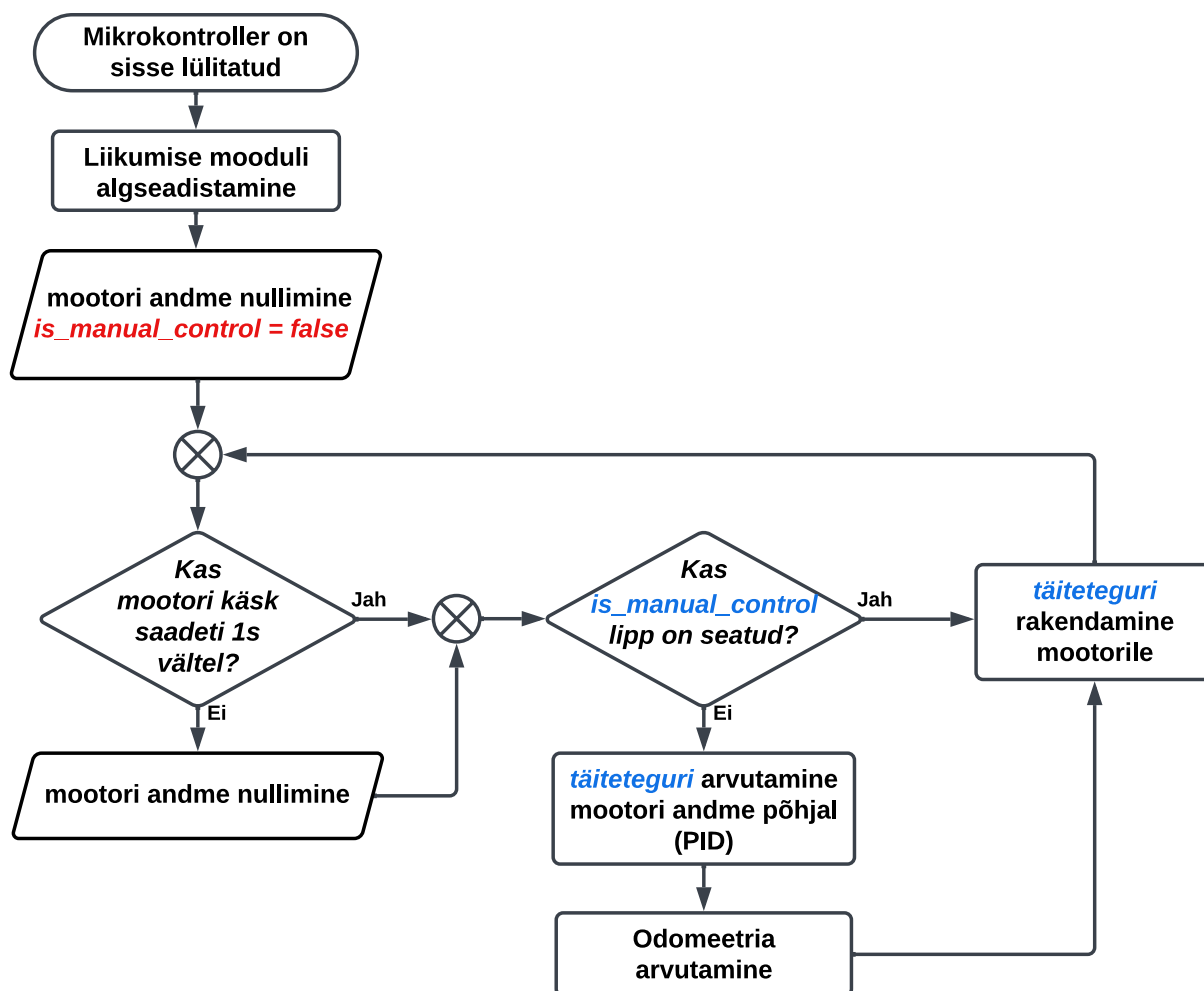 Mikrokontroller on
sisse lülitatud
Liikumise mooduli
algseadistamine
mootori andme nullimine
is_manual_control = false
Kas
mootori käsk
saadeti 1s
vältel?
Jah
Ei
mootori andme nullimine
Kas
is_manual_control
lipp on seatud?
Jah
Ei
täiteteguri
rakendamine
mootorile
täiteteguri arvutamine
mootori andme põhjal
(PID)
Odomeetria
arvutamine